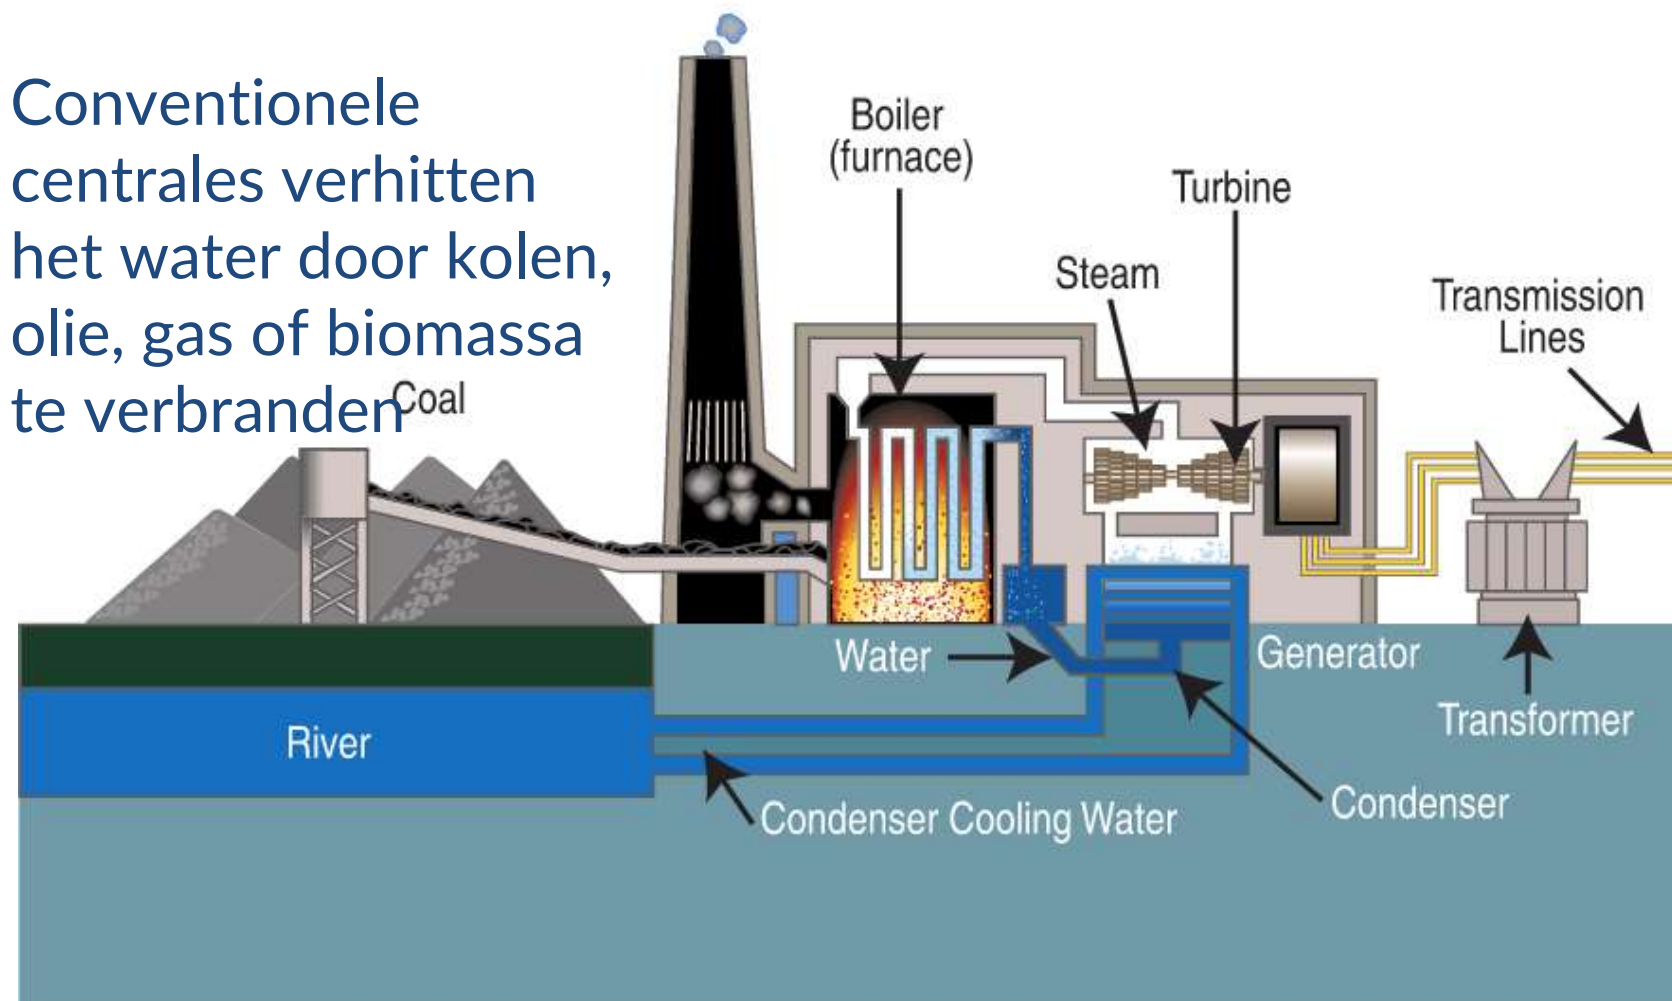 Conventionele
centrales verhitten
het water door kolen,
olie, gas of biomassa
te verbranden
Coal
Boiler
(furnace)
Turbine
Steam
Transmission
Lines
Water
Generator
Transformer
River
Condenser
Condenser Cooling Water